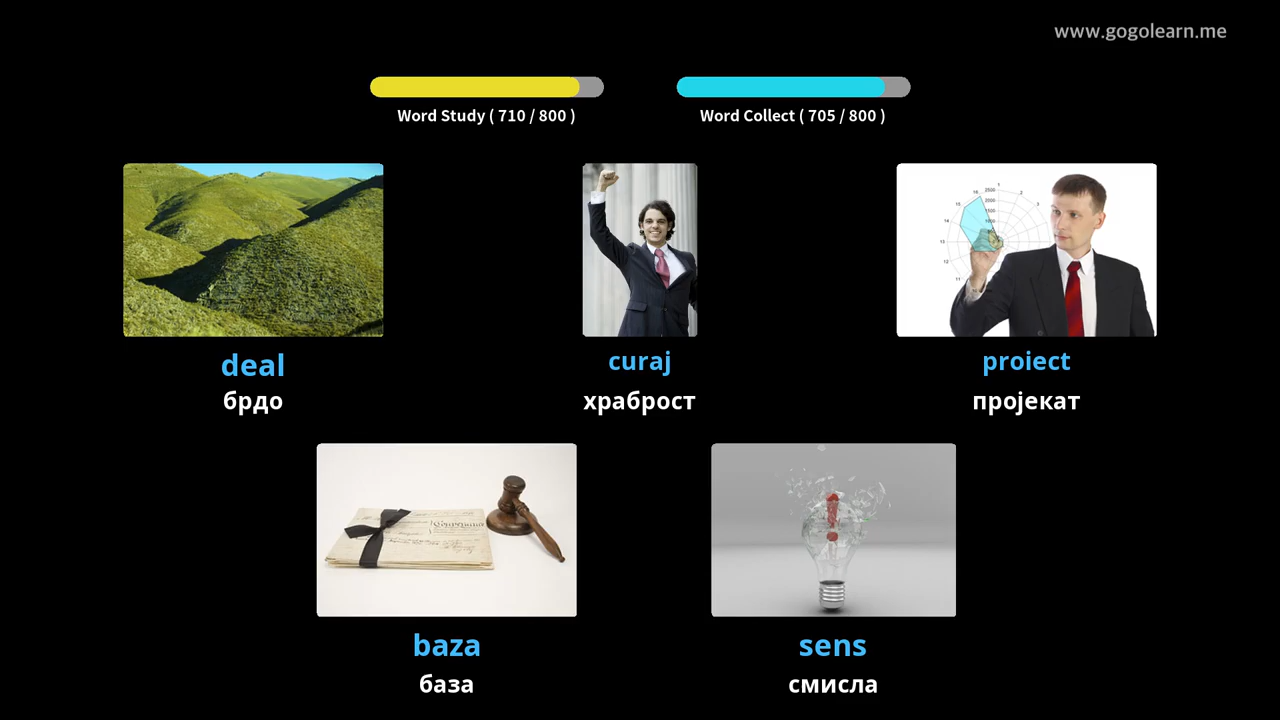 www.gogolearn.me
Word Study ( 710 / 800 )
Word Collect ( 705 / 800 )
deal
брдо
curaj
храброст
proiect
пројекат
baza
база
sens
смисла